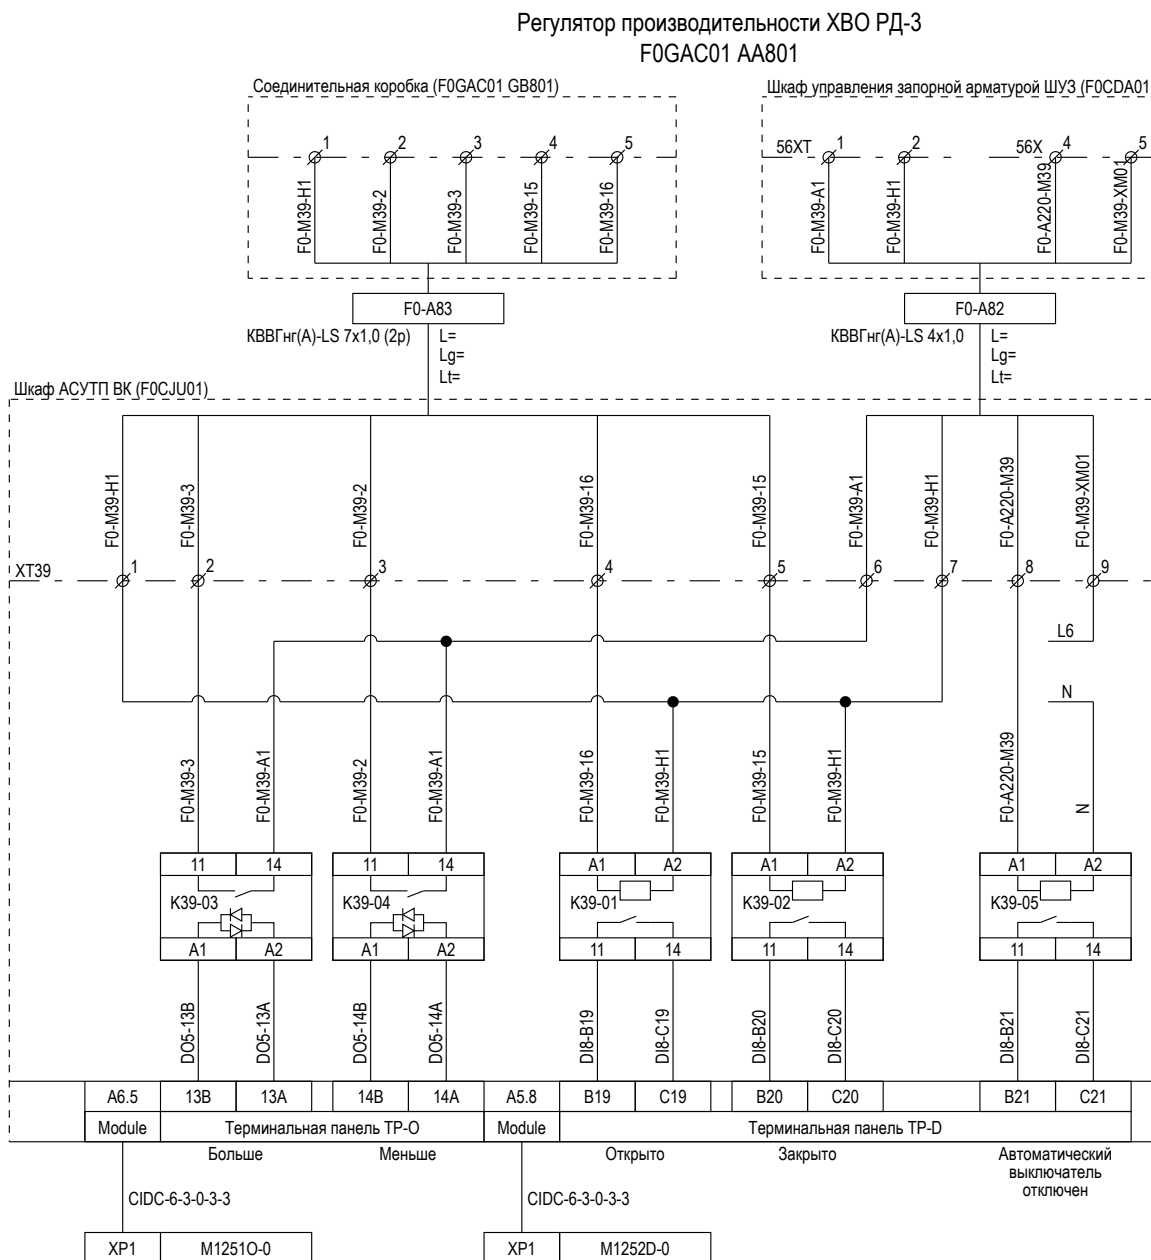 Регулятор производительности ХВО РД-3
F0GAC01 AA801
Соединительная коробка (F0GAC01 GB801)
Шкаф управления запорной арматурой ШУЗ (F0CDA01
1 2 3 4 5
56XT 1 2 56X 4 5
F0-M39-H1 F0-M39-2 F0-M39-3 F0-M39-15 F0-M39-16
F0-M39-A1 F0-M39-H1 F0-A220-M39 F0-M39-XM01
F0-A83
F0-A82
КВВГнг(А)-LS 7х1,0 (2р)
L=
Lg=
Lt=
КВВГнг(А)-LS 4х1,0
L=
Lg=
Lt=
Шкаф АСУТП ВК (F0CJU01)
F0-M39-H1 F0-M39-3 F0-M39-2 F0-M39-16 F0-M39-15 F0-M39-A1 F0-M39-H1 F0-A220-M39 F0-M39-XM01
XT39 1 2 3 4 5 6 7 8 9
L6
N
F0-M39-3 F0-M39-A1 F0-M39-2 F0-M39-A1 F0-M39-16 F0-M39-H1 F0-M39-15 F0-M39-H1 F0-A220-M39 N
11 14 11 14 A1 A2 A1 A2 A1 A2
K39-03 K39-04 K39-01 K39-02 K39-05
A1 A2 A1 A2 11 14 11 14 11 14
DO5-13B DO5-13A DO5-14B DO5-14A DI8-B19 DI8-C19 DI8-B20 DI8-C20 DI8-B21 DI8-C21
A6.5 13B 13A 14B 14A A5.8 B19 C19 B20 C20 B21 C21
Module Терминальная панель TP-O Module Терминальная панель TP-D
Больше Меньше Открыто Закрыто
Автоматический
выключатель
отключен
CIDC-6-3-0-3-3 CIDC-6-3-0-3-3
XP1 M1251O-0 XP1 M1252D-0